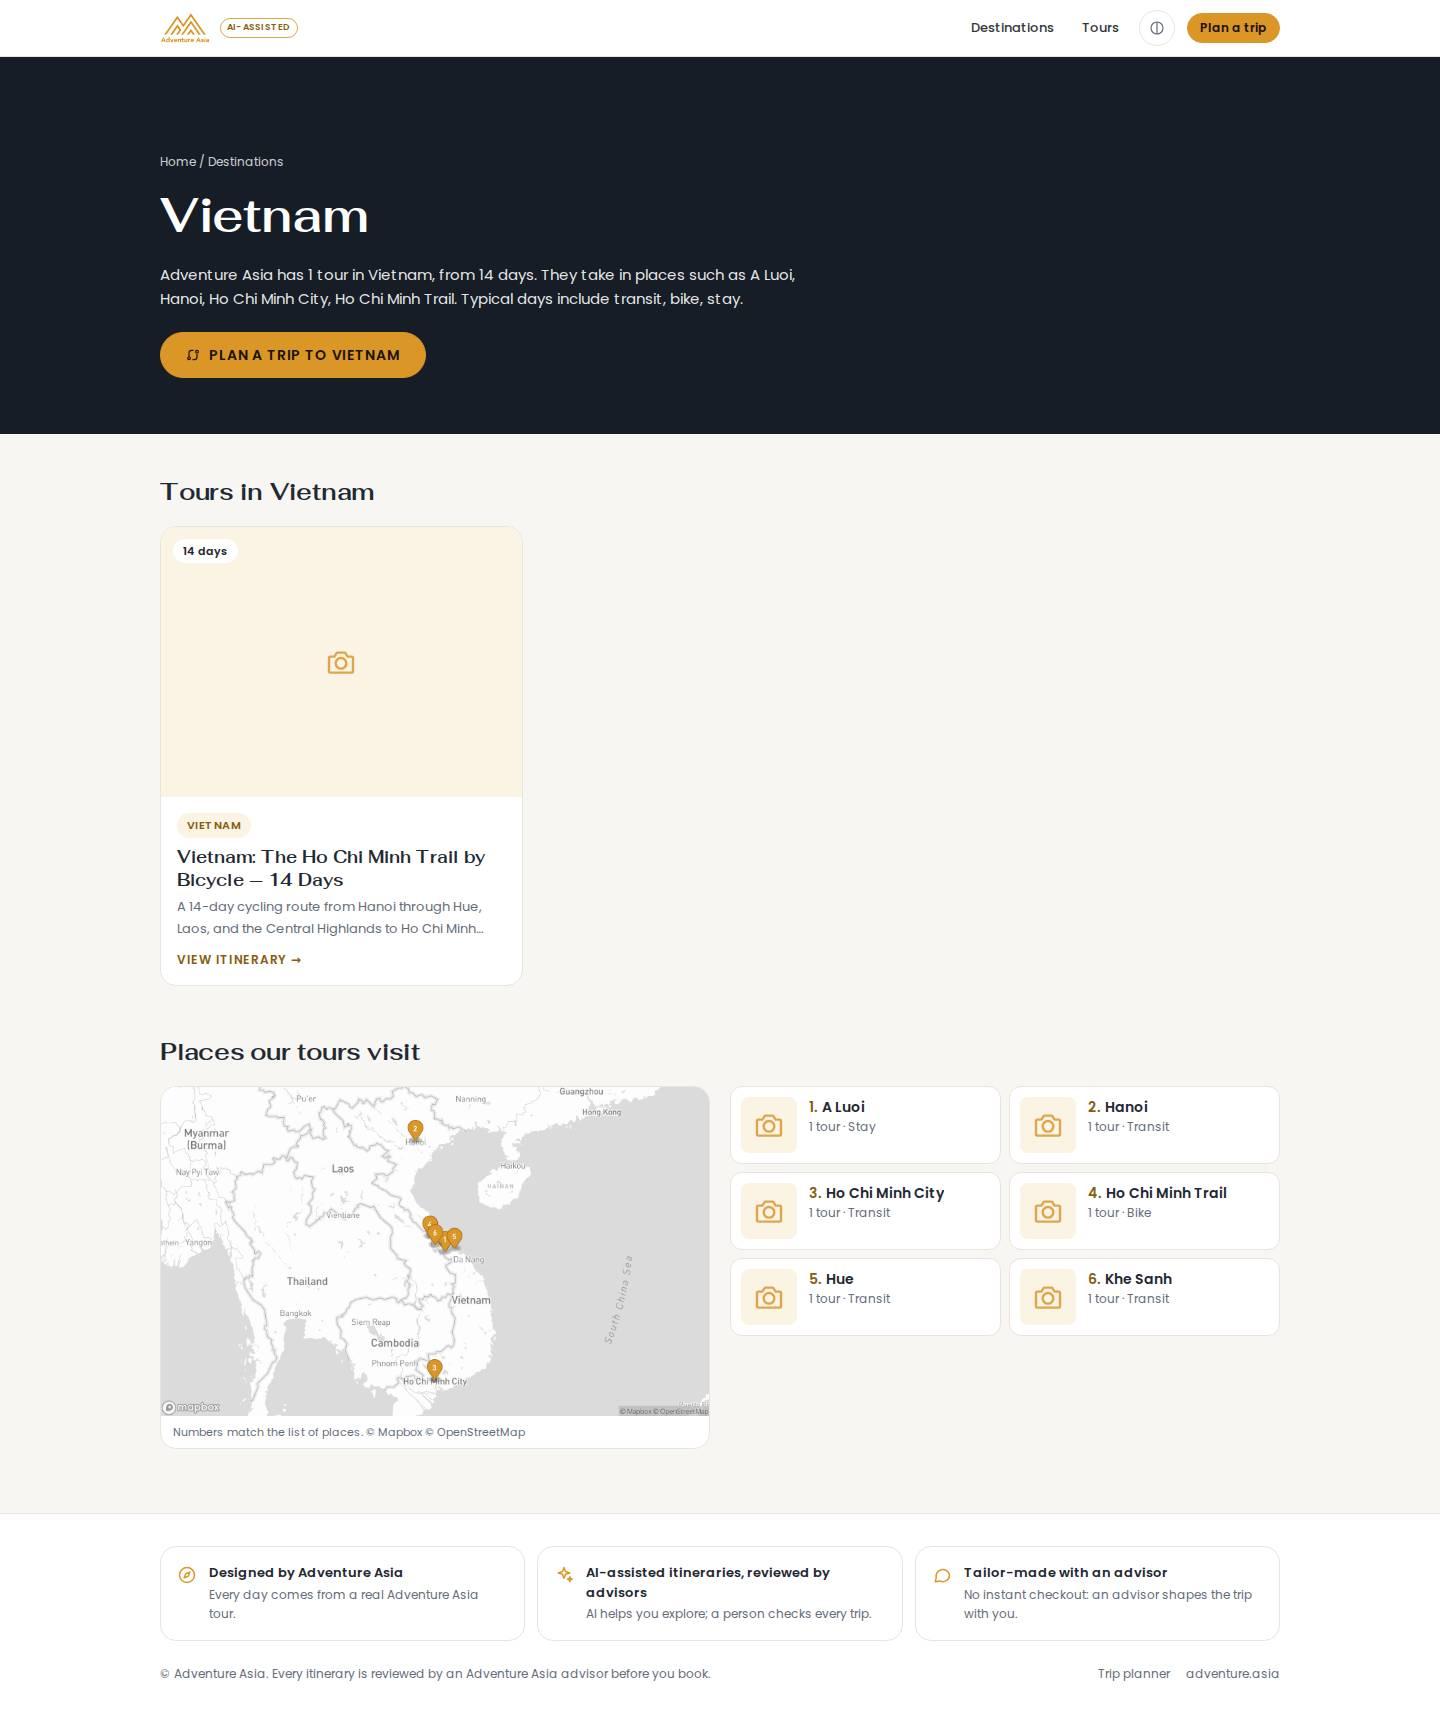 Adventure Asia
AI-ASSISTED
Destinations
Tours
Plan a trip
Home / Destinations
Vietnam
Adventure Asia has 1 tour in Vietnam, from 14 days. They take in places such as A Luoi,
Hanoi, Ho Chi Minh City, Ho Chi Minh Trail. Typical days include transit, bike, stay.
PLAN A TRIP TO VIETNAM
Tours in Vietnam
14 days
VIETNAM
Vietnam: The Ho Chi Minh Trail by
Bicycle — 14 Days
A 14-day cycling route from Hanoi through Hue,
Laos, and the Central Highlands to Ho Chi Minh…
VIEW ITINERARY →
Places our tours visit
Pu'er
Nanning
Guangzhou
Hong Kong
Myanmar
(Burma)
2
Hanoi
Nay Pyi Taw
Laos
Haikou
HAINAN
Vientiane
Yangon
4
6
1
5
Da Nang
Thailand
South China Sea
Vietnam
Bangkok
Siem Reap
Cambodia
Phnom Penh
3
Ho Chi Minh City
mapbox
© Mapbox © OpenStreetMap
Numbers match the list of places. © Mapbox © OpenStreetMap
1. A Luoi
1 tour · Stay
2. Hanoi
1 tour · Transit
3. Ho Chi Minh City
1 tour · Transit
4. Ho Chi Minh Trail
1 tour · Bike
5. Hue
1 tour · Transit
6. Khe Sanh
1 tour · Transit
Designed by Adventure Asia
Every day comes from a real Adventure Asia
tour.
AI-assisted itineraries, reviewed by
advisors
AI helps you explore; a person checks every trip.
Tailor-made with an advisor
No instant checkout: an advisor shapes the trip
with you.
© Adventure Asia. Every itinerary is reviewed by an Adventure Asia advisor before you book.
Trip planner
adventure.asia